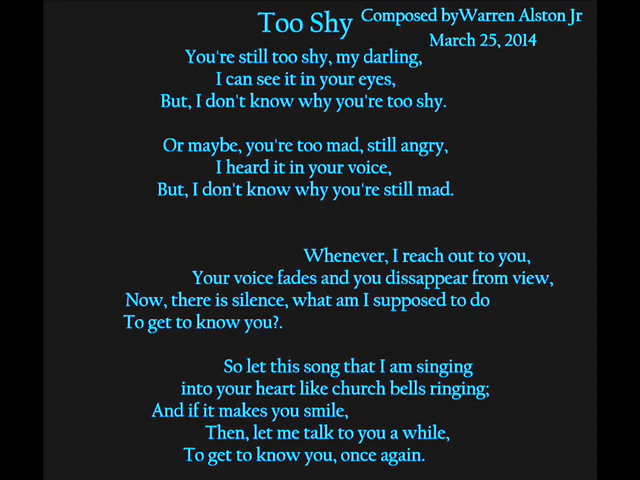 Too Shy
Composed byWarren Alston Jr
March 25, 2014
You're still too shy, my darling,
I can see it in your eyes,
But, I don't know why you're too shy.
Or maybe, you're too mad, still angry,
I heard it in your voice,
But, I don't know why you're still mad.
Whenever, I reach out to you,
Your voice fades and you dissappear from view,
Now, there is silence, what am I supposed to do
To get to know you?.
So let this song that I am singing
into your heart like church bells ringing;
And if it makes you smile,
Then, let me talk to you a while,
To get to know you, once again.